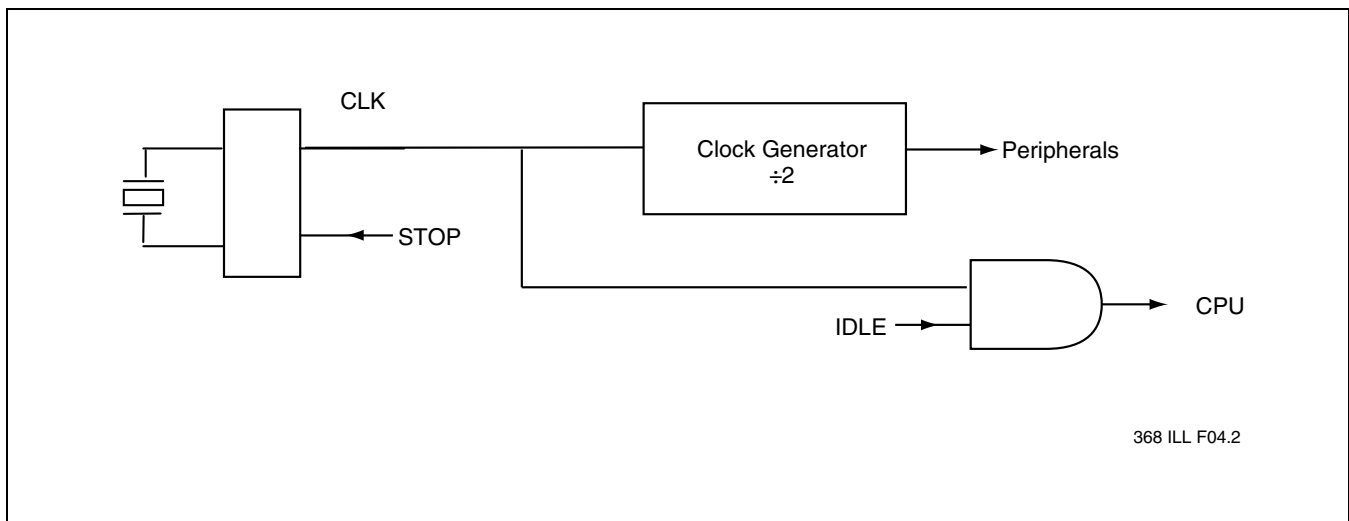 CLK
Clock Generator
÷2
Peripherals
STOP
IDLE
CPU
368 ILL F04.2